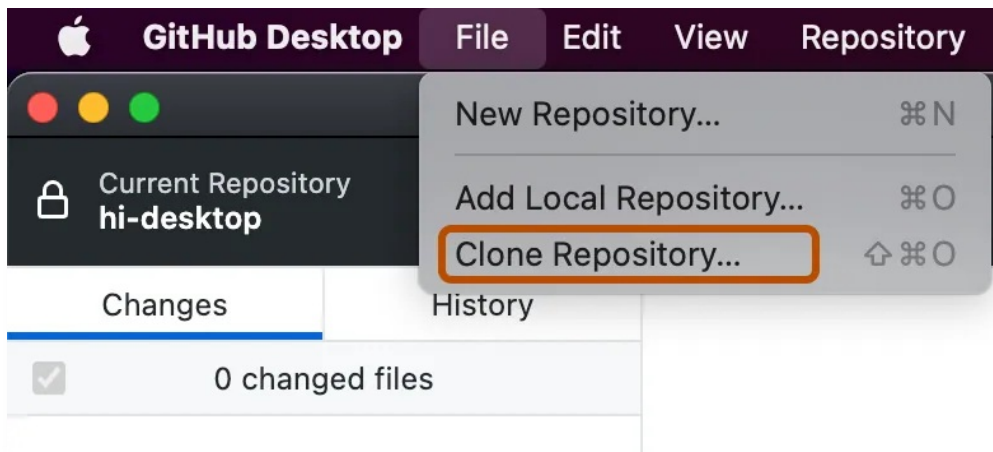 GitHub Desktop File Edit View Repository
New Repository... ⌘N
Current Repository
hi-desktop
Add Local Repository... ⌘O
Clone Repository... ⇧⌘O
Changes History
0 changed files